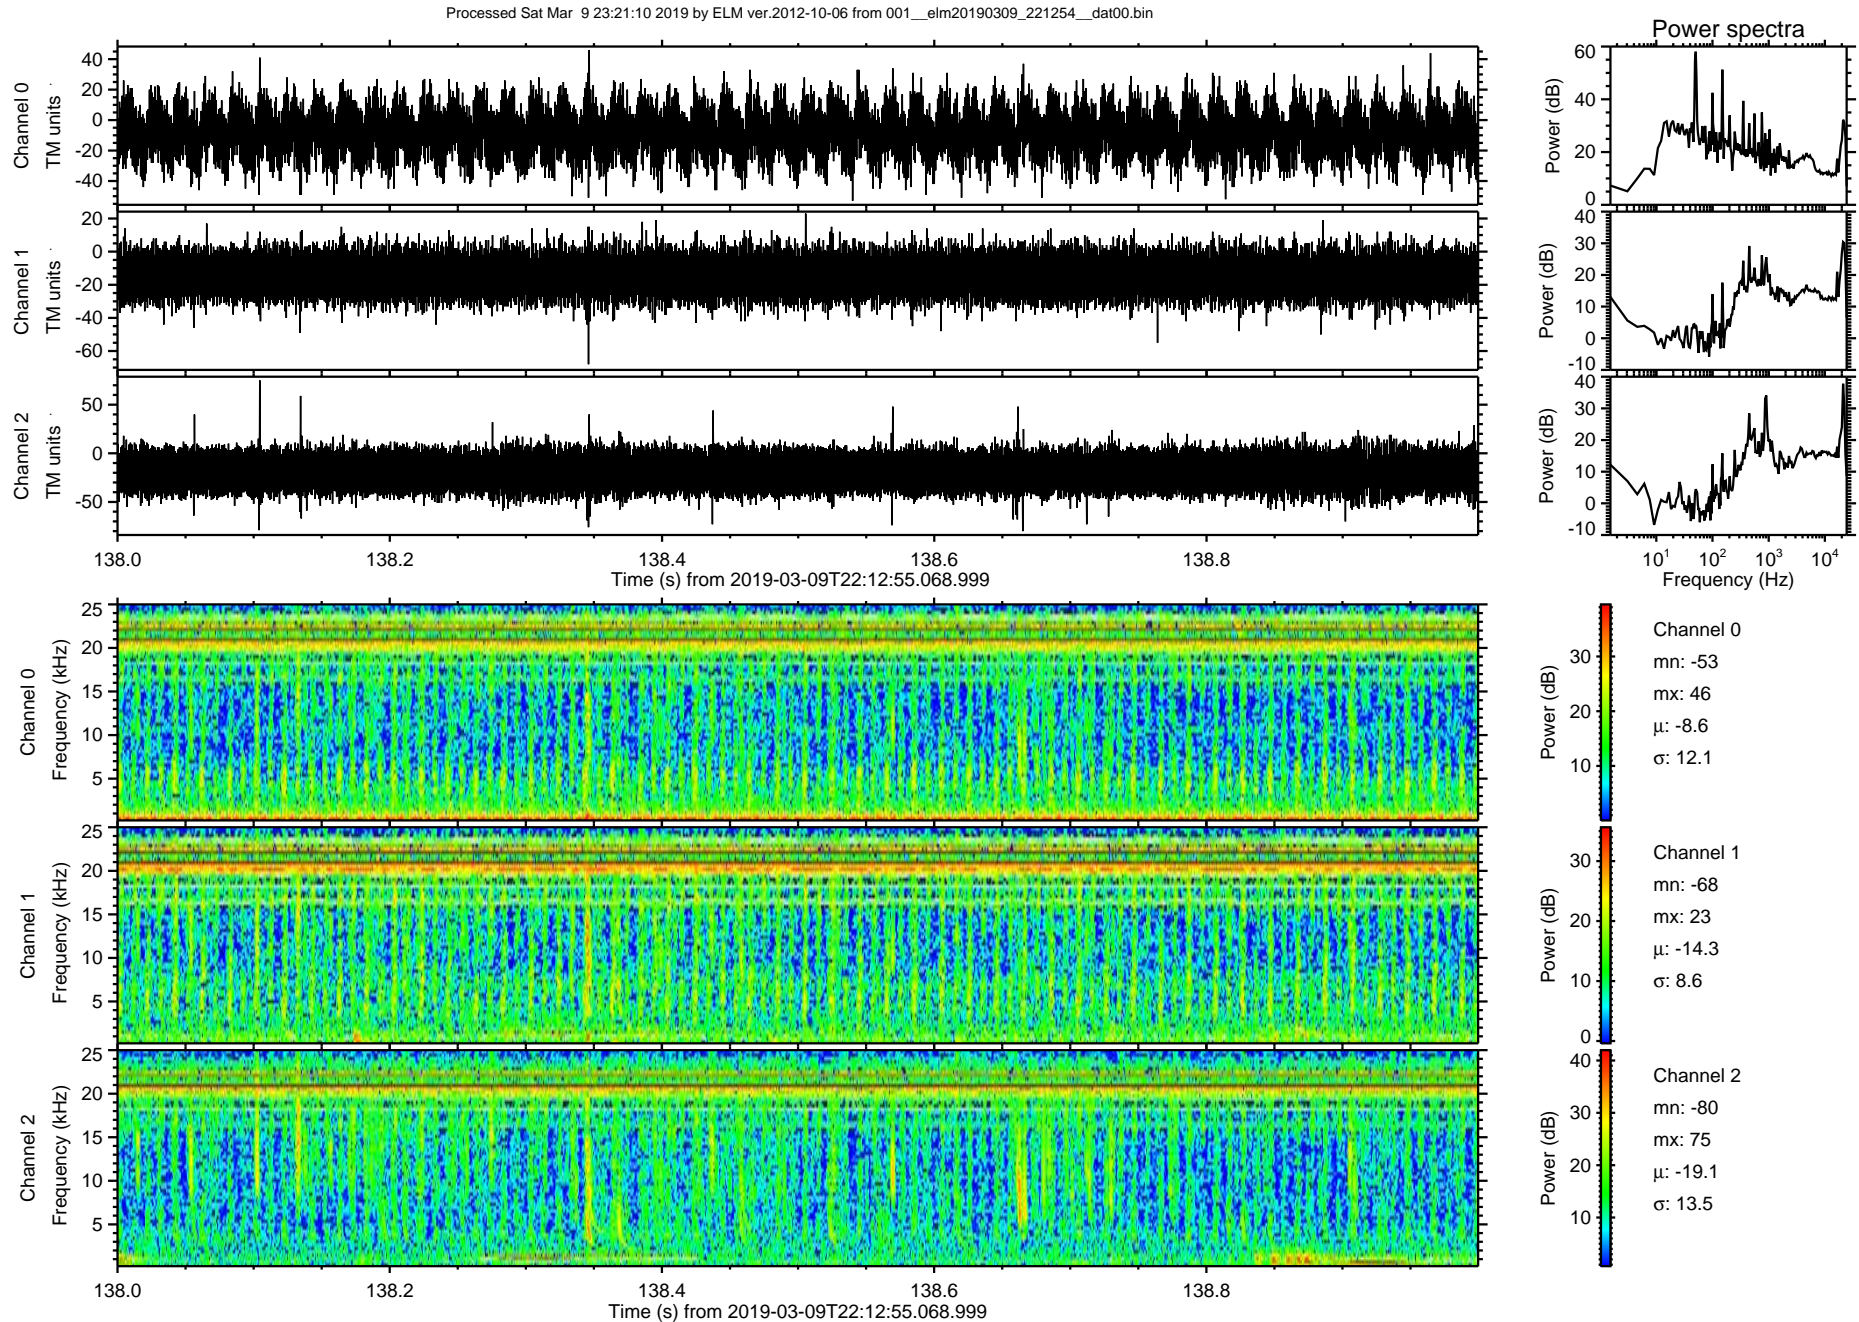 Processed Sat Mar  9 23:21:10 2019 by ELM ver.2012-10-06 from 001__elm20190309_221254__dat00.bin
Power spectra
Channel 0
TM units
40
20
0
-20
-40
Power (dB)
60
40
20
0
Channel 1
TM units
20
0
-20
-40
-60
Power (dB)
40
30
20
10
0
-10
Channel 2
TM units
50
0
-50
Power (dB)
40
30
20
10
0
-10
138.0
138.2
138.4
138.6
138.8
Time (s) from 2019-03-09T22:12:55.068.999
10^1
10^2
10^3
10^4
Frequency (Hz)
Channel 0
Frequency (kHz)
25
20
15
10
5
Power (dB)
30
20
10
Channel 0
mn: -53
mx: 46
μ: -8.6
σ: 12.1
Channel 1
Frequency (kHz)
25
20
15
10
5
Power (dB)
30
20
10
0
Channel 1
mn: -68
mx: 23
μ: -14.3
σ: 8.6
Channel 2
Frequency (kHz)
25
20
15
10
5
Power (dB)
40
30
20
10
Channel 2
mn: -80
mx: 75
μ: -19.1
σ: 13.5
138.0
138.2
138.4
138.6
138.8
Time (s) from 2019-03-09T22:12:55.068.999